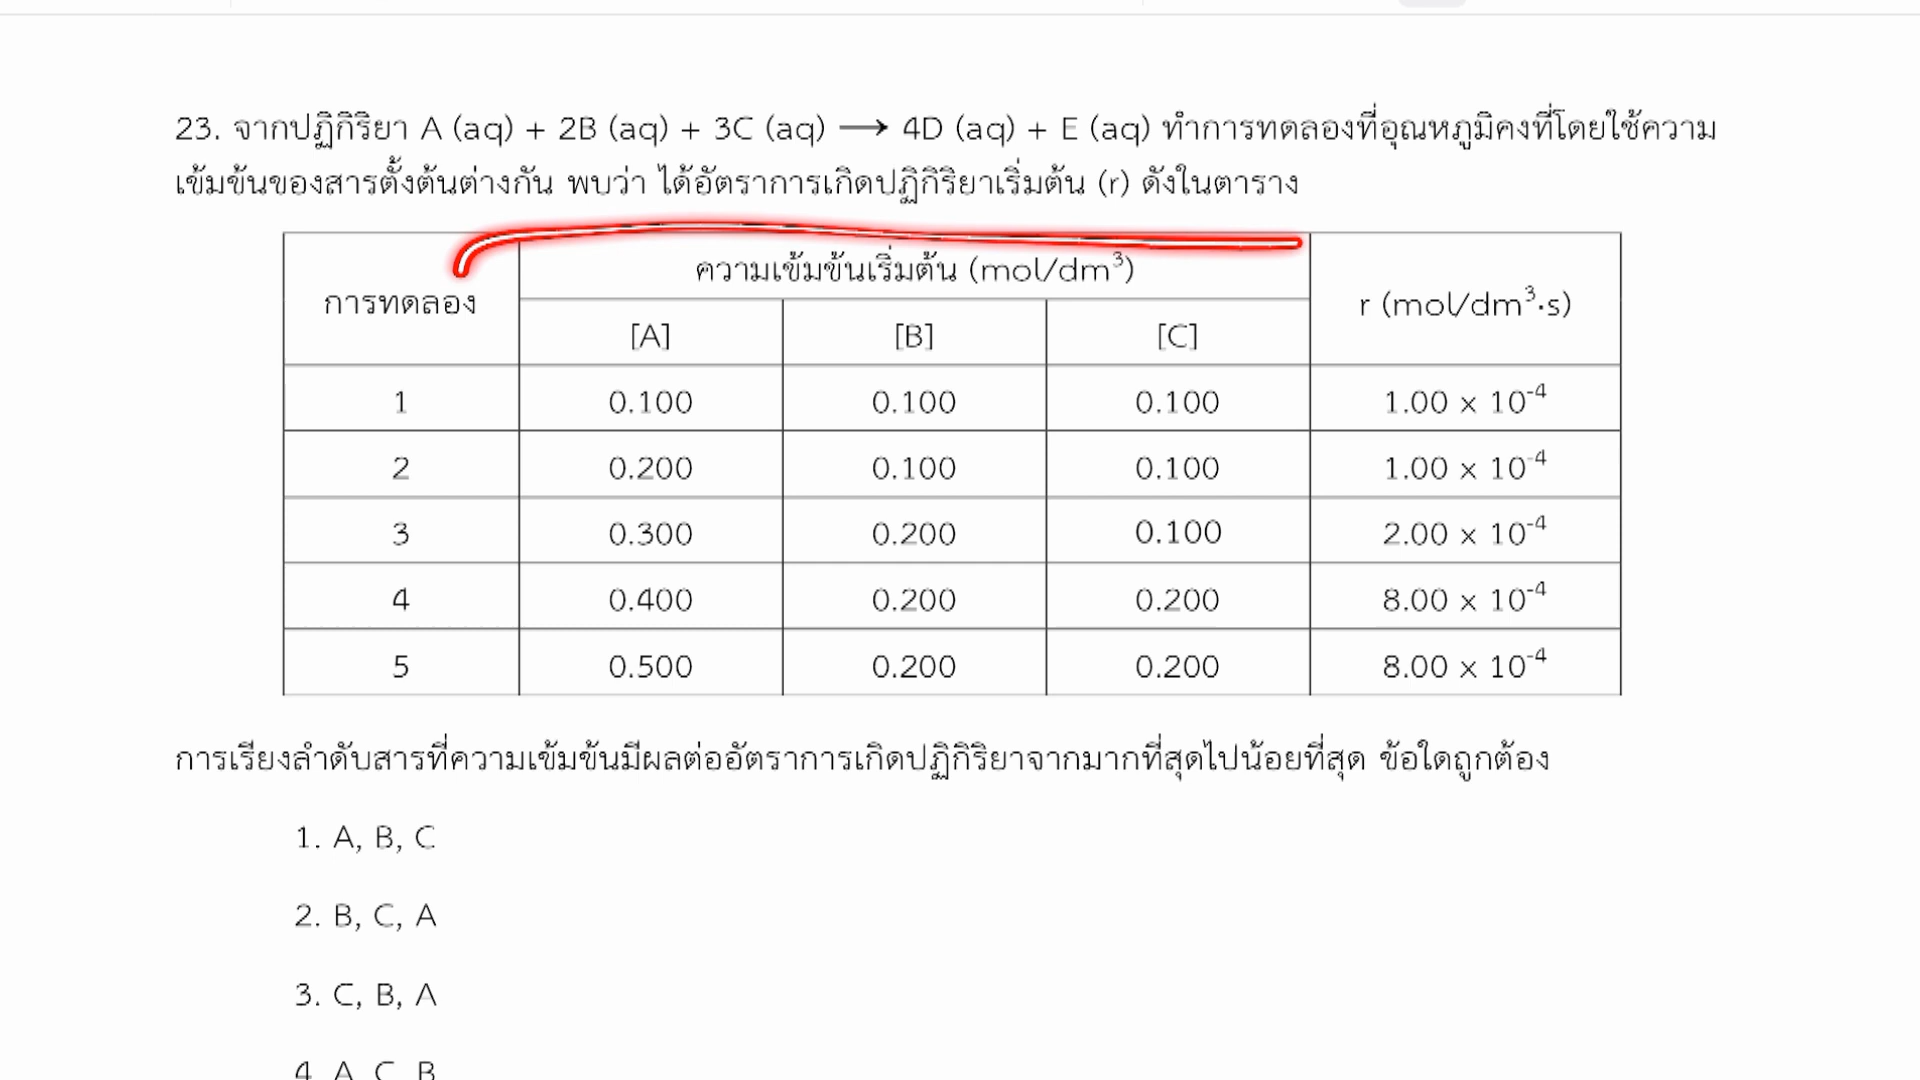 23. จากปฏิกิริยา A (aq) + 2B (aq) + 3C (aq) ⟶ 4D (aq) + E (aq) ทำการทดลองที่อุณหภูมิคงที่โดยใช้ความ
เข้มข้นของสารตั้งต้นต่างกัน พบว่า ได้อัตราการเกิดปฏิกิริยาเริ่มต้น (r) ดังในตาราง
การทดลอง ความเข้มข้นเริ่มต้น (mol/dm³) r (mol/dm³·s)
[A] [B] [C]
1 0.100 0.100 0.100 1.00 × 10⁻⁴
2 0.200 0.100 0.100 1.00 × 10⁻⁴
3 0.300 0.200 0.100 2.00 × 10⁻⁴
4 0.400 0.200 0.200 8.00 × 10⁻⁴
5 0.500 0.200 0.200 8.00 × 10⁻⁴
การเรียงลำดับสารที่ความเข้มข้นมีผลต่ออัตราการเกิดปฏิกิริยาจากมากที่สุดไปน้อยที่สุด ข้อใดถูกต้อง
1. A, B, C
2. B, C, A
3. C, B, A
4. A, C, B